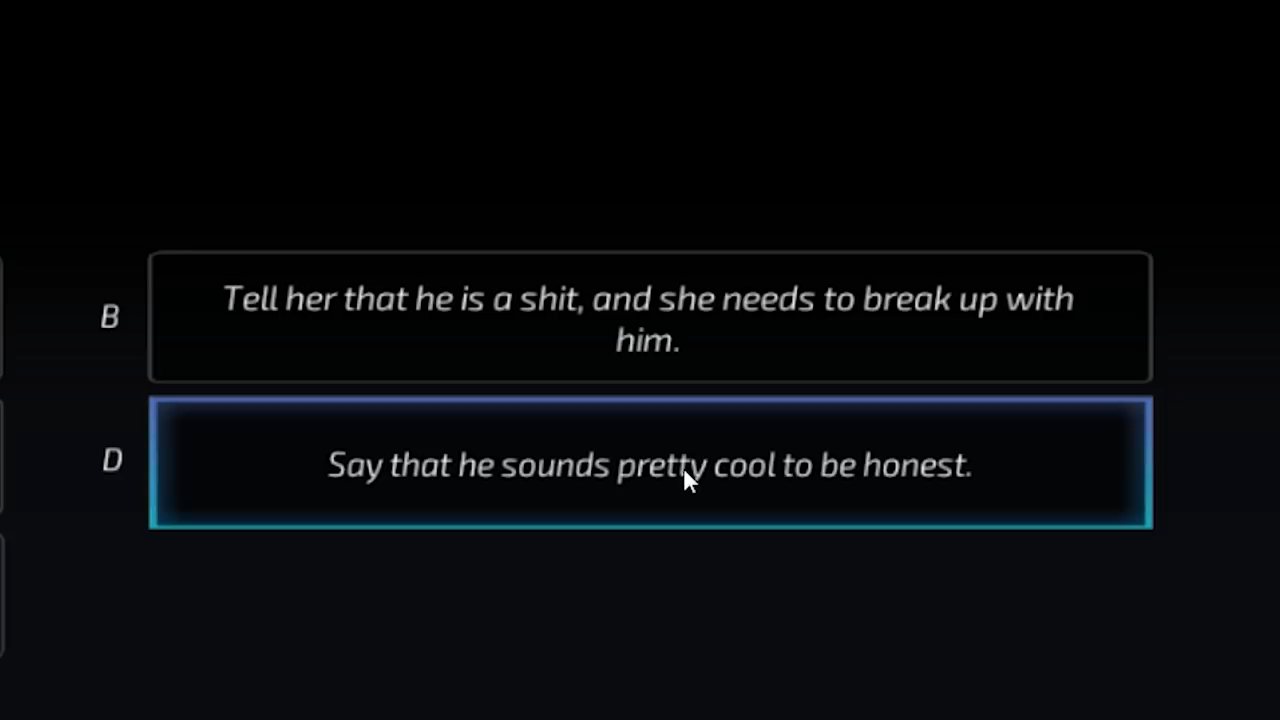 B
Tell her that he is a shit, and she needs to break up with
him.
D
Say that he sounds pretty cool to be honest.